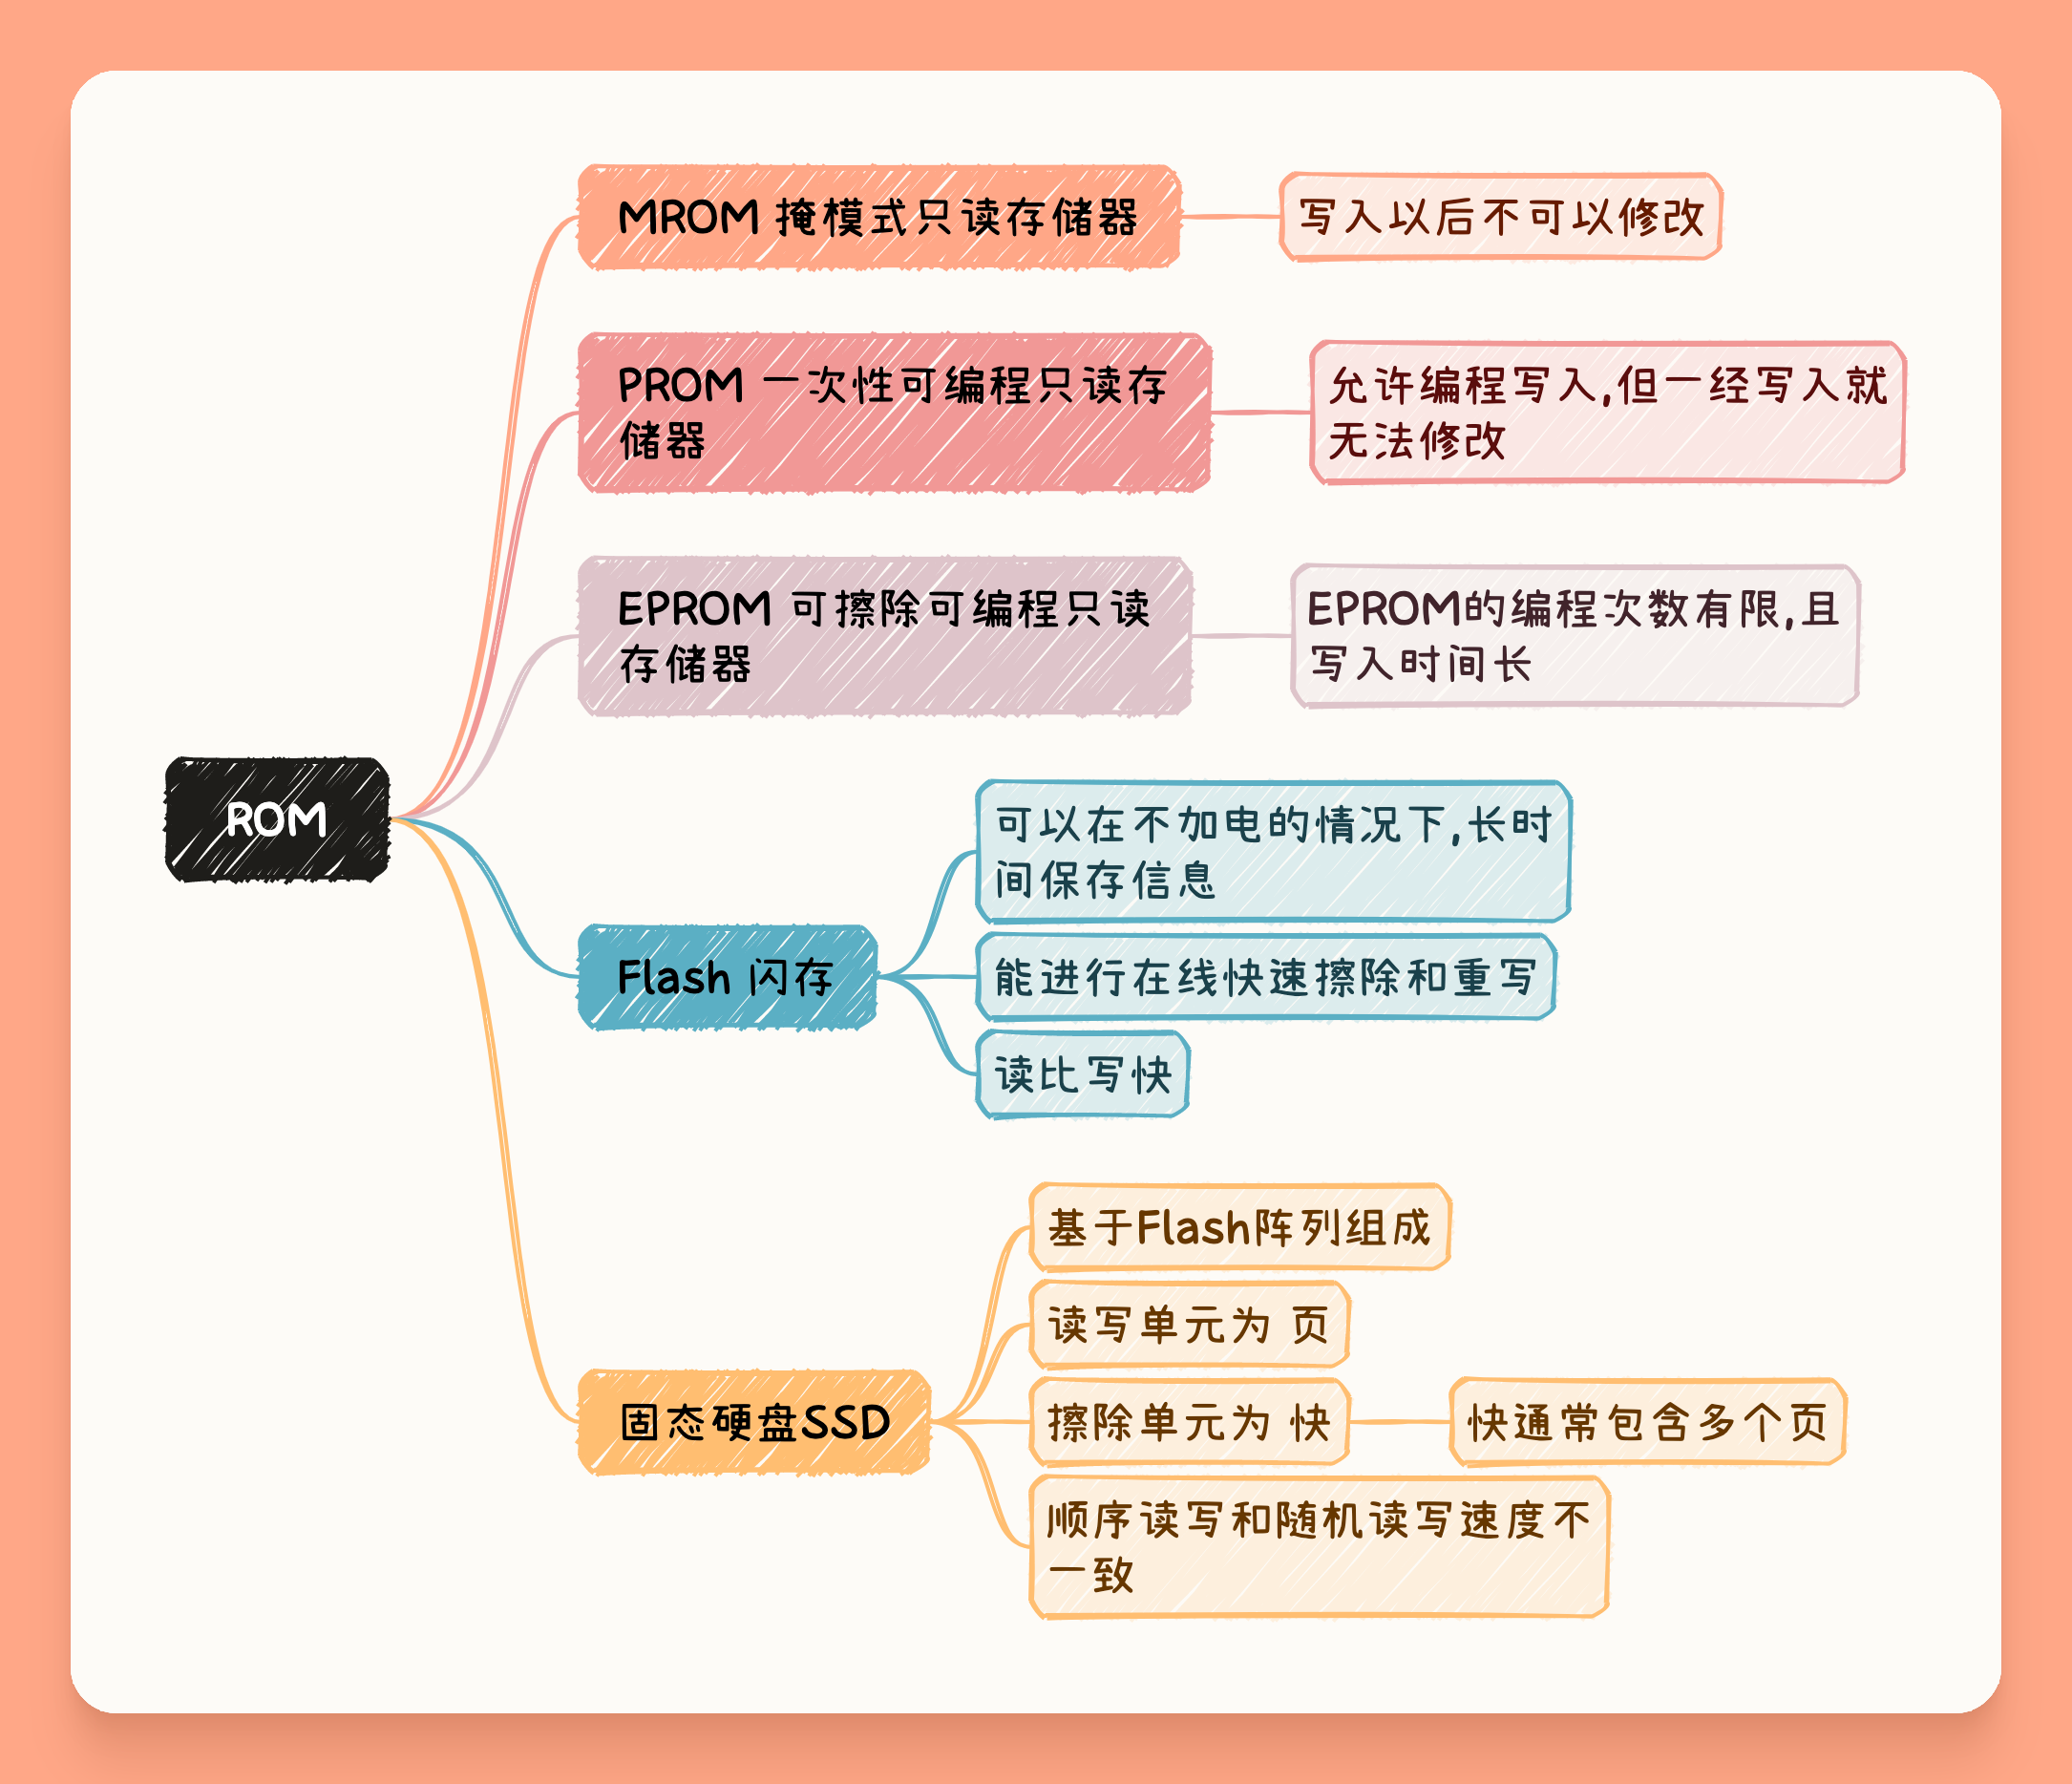 MROM 掩模式只读存储器
写入以后不可以修改
PROM 一次性可编程只读存
储器
允许编程写入,但一经写入就
无法修改
EPROM 可擦除可编程只读
存储器
EPROM的编程次数有限,且
写入时间长
ROM
可以在不加电的情况下,长时
间保存信息
Flash 闪存
能进行在线快速擦除和重写
读比写快
基于Flash阵列组成
读写单元为 页
固态硬盘SSD
擦除单元为 快
快通常包含多个页
顺序读写和随机读写速度不
一致